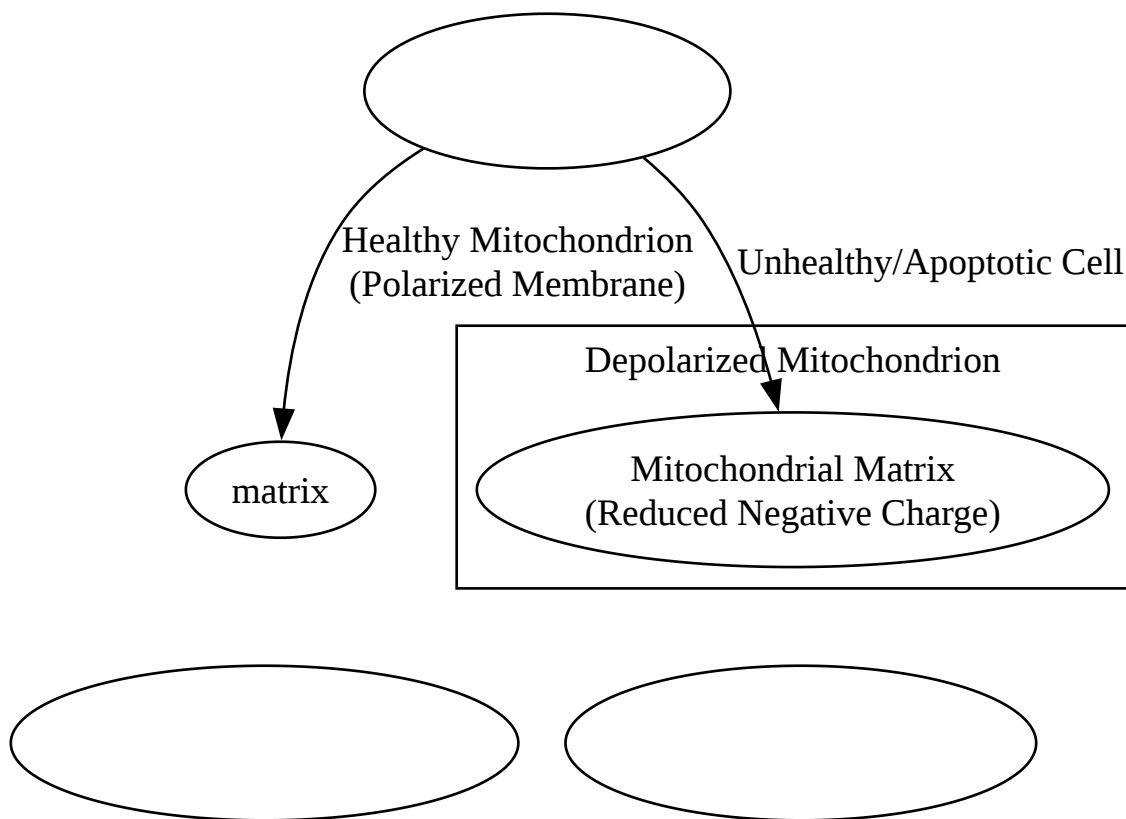 Healthy Mitochondrion
(Polarized Membrane)
Unhealthy/Apoptotic Cell
Depolarized Mitochondrion
matrix
Mitochondrial Matrix
(Reduced Negative Charge)